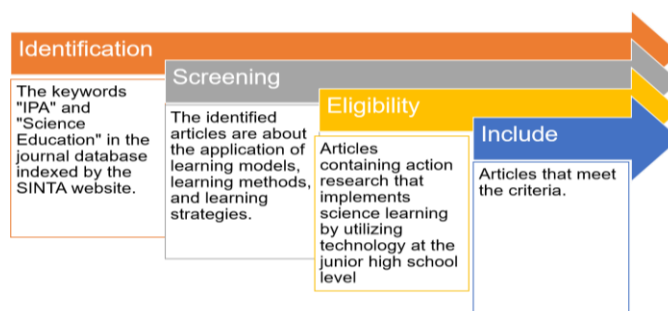 Identification
The keywords
"IPA" and
"Science
Education" in the
journal database
indexed by the
SINTA website.
Screening
The identified
articles are about
the application of
learning models,
learning methods,
and learning
strategies.
Eligibility
Articles
containing action
research that
implements
science learning
by utilizing
technology at the
junior high school
level
Include
Articles that meet
the criteria.